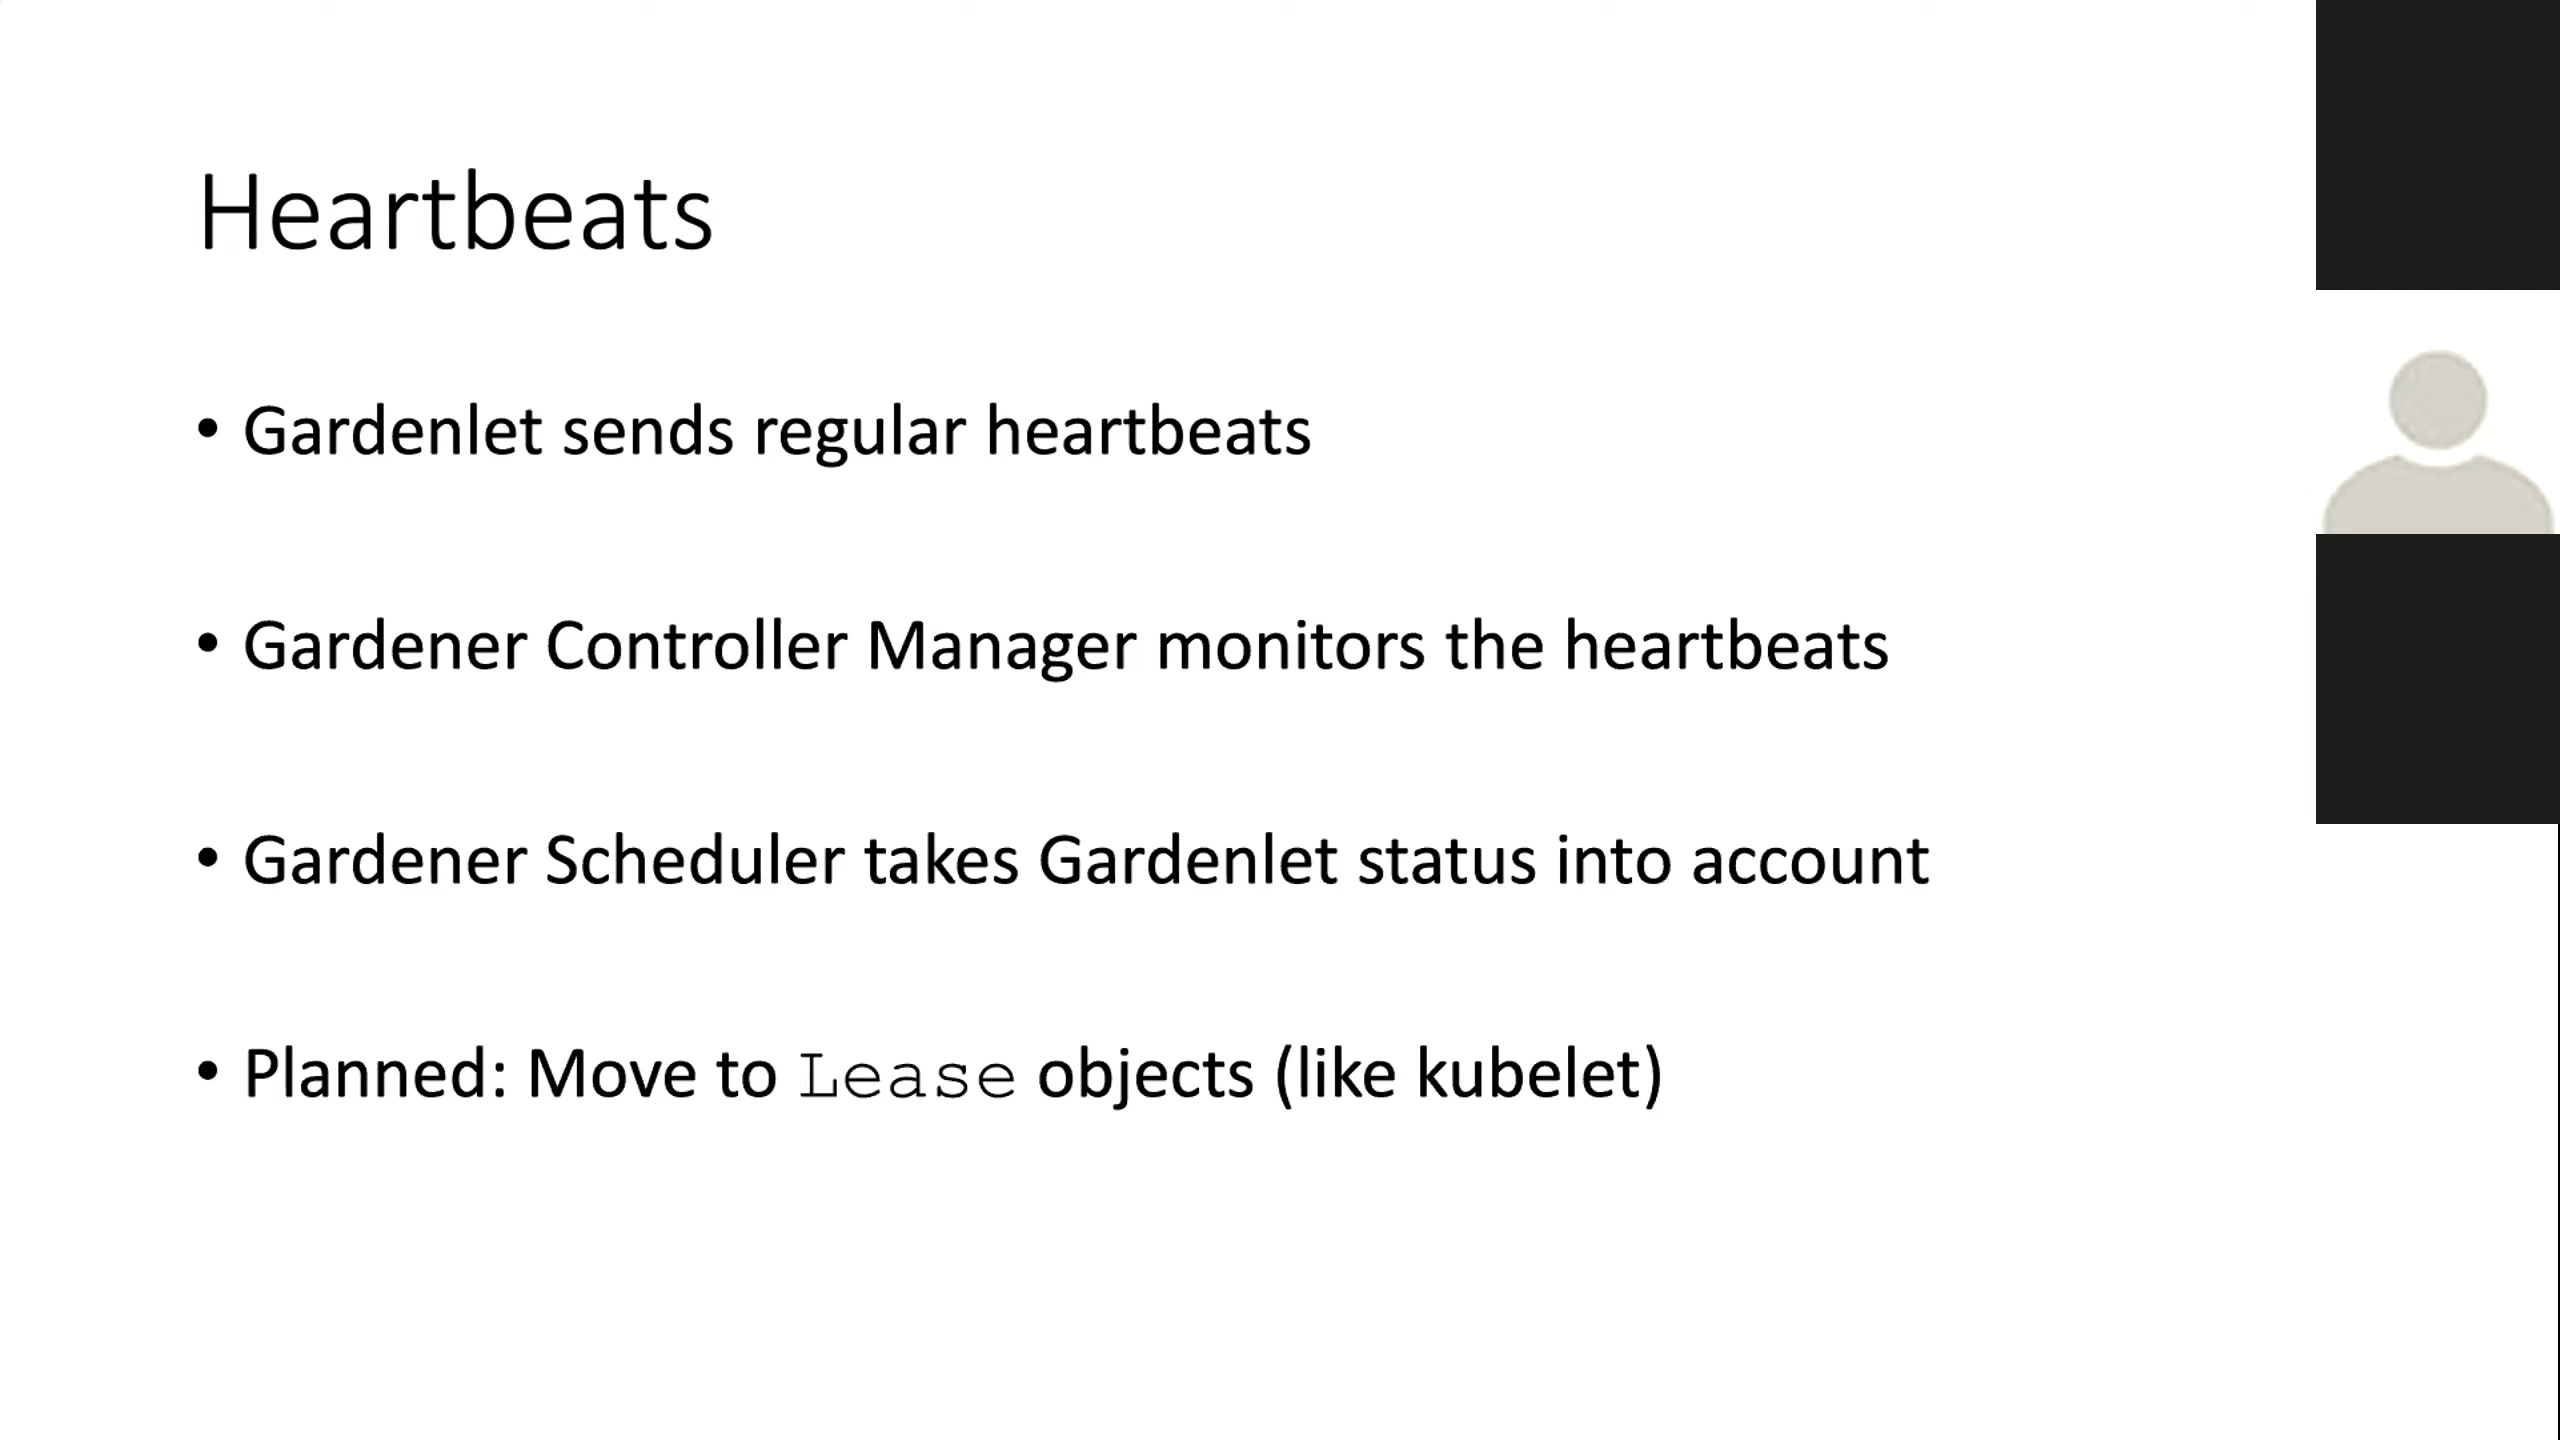 Heartbeats
• Gardenlet sends regular heartbeats
• Gardener Controller Manager monitors the heartbeats
• Gardener Scheduler takes Gardenlet status into account
• Planned: Move to Lease objects (like kubelet)